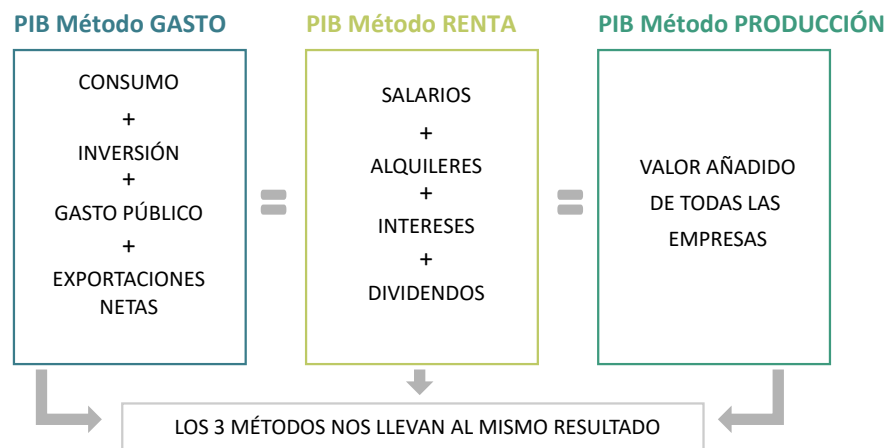 PIB Método GASTO
CONSUMO
+
INVERSIÓN
+
GASTO PÚBLICO
+
EXPORTACIONES
NETAS
=
PIB Método RENTA
SALARIOS
+
ALQUILERES
+
INTERESES
+
DIVIDENDOS
=
PIB Método PRODUCCIÓN
VALOR AÑADIDO
DE TODAS LAS
EMPRESAS
LOS 3 MÉTODOS NOS LLEVAN AL MISMO RESULTADO